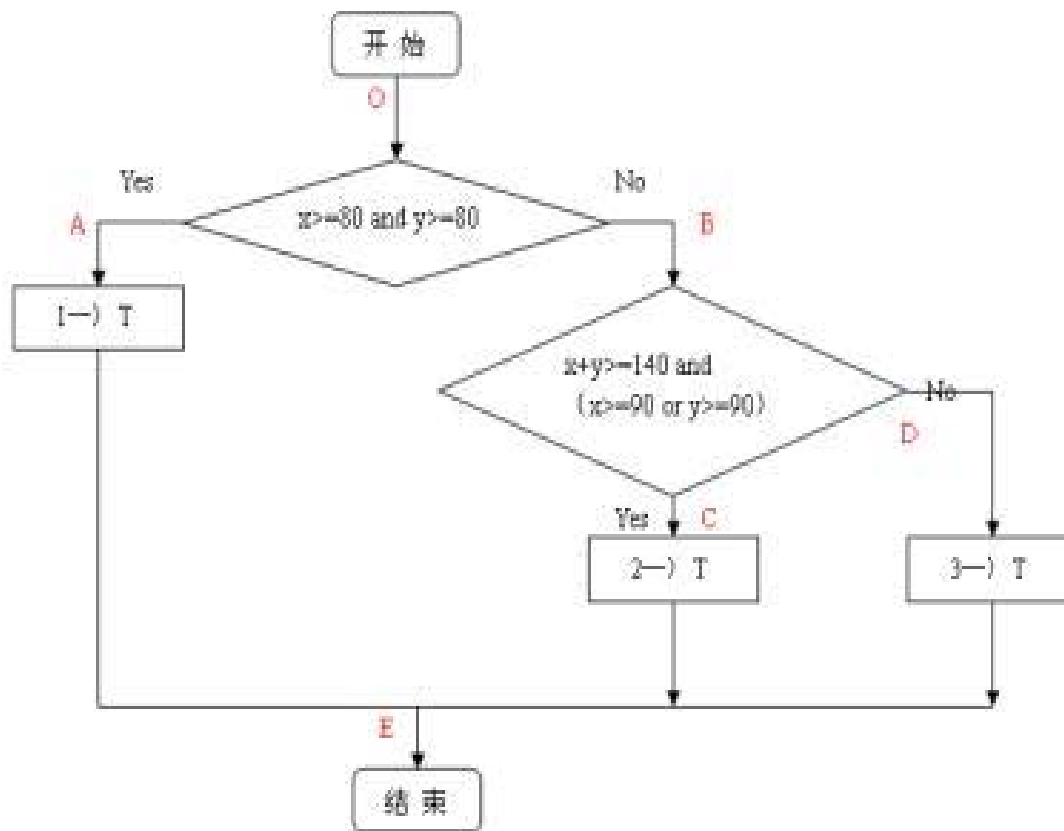 开 始
O
Yes
No
A
x>=80 and y>=80
B
1—) T
x+y>=140 and
(x>=90 or y>=90)
No
D
Yes
C
2—) T
3—) T
E
结 束